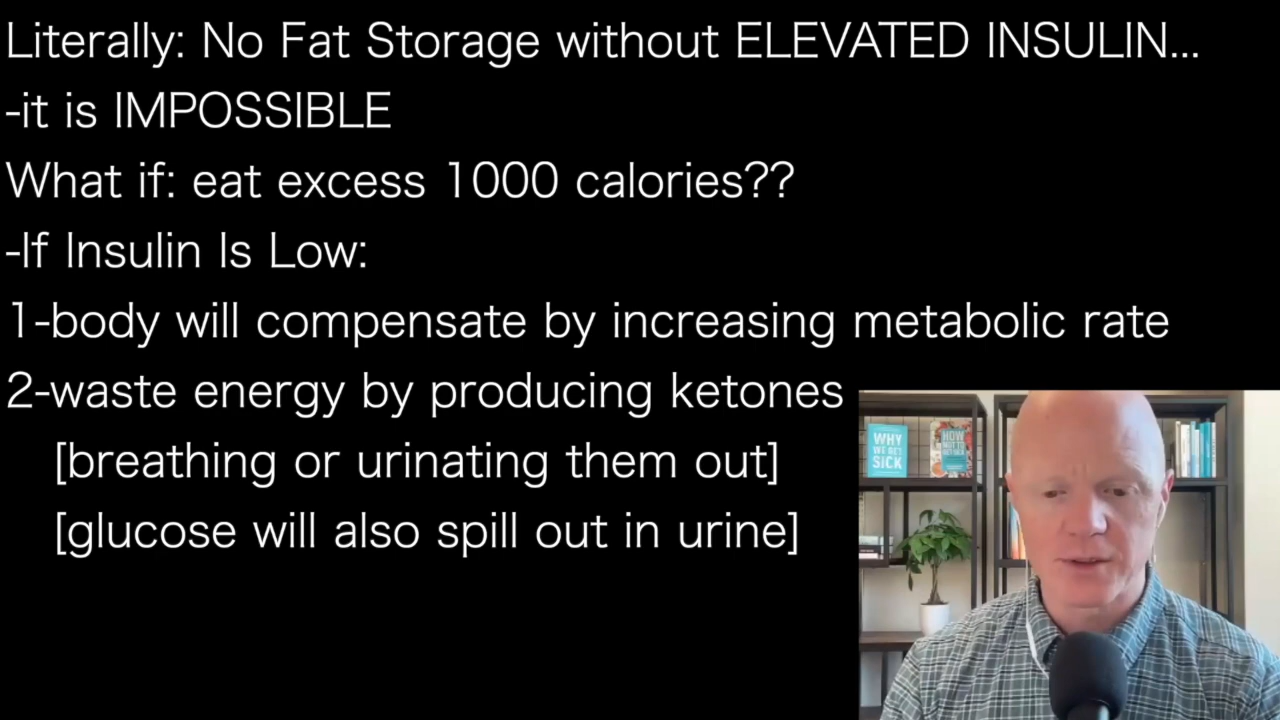 Literally: No Fat Storage without ELEVATED INSULIN...
-it is IMPOSSIBLE
What if: eat excess 1000 calories??
-If Insulin Is Low:
1-body will compensate by increasing metabolic rate
2-waste energy by producing ketones
[breathing or urinating them out]
[glucose will also spill out in urine]
WHY
WE GET
SICK
HOW
NOT TO
GET SICK